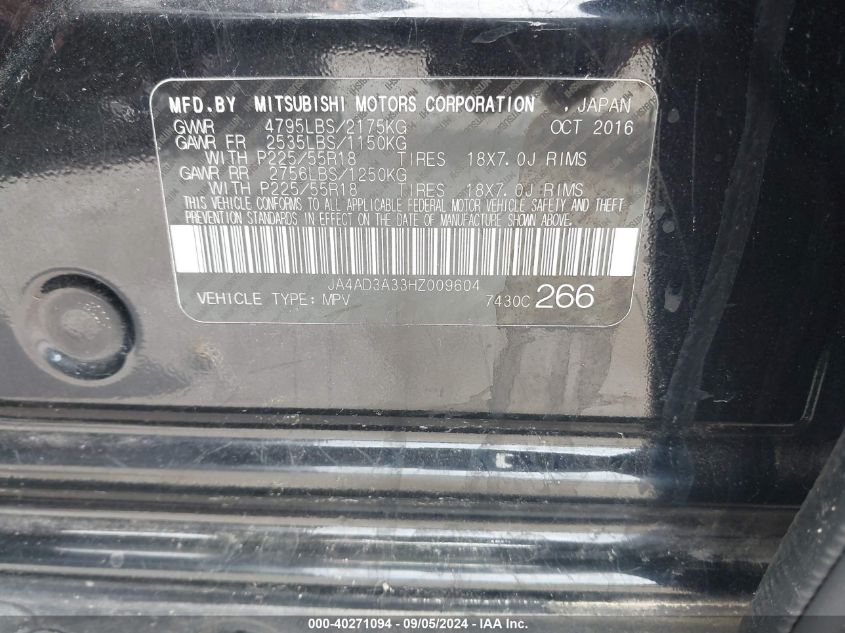 MFD.BY MITSUBISHI MOTORS CORPORATION , JAPAN
GVWR 4795LBS/2175KG OCT 2016
GAWR FR 2535LBS/1150KG
WITH P225/55R18 TIRES 18X7.0J RIMS
GAWR RR 2756LBS/1250KG
WITH P225/55R18 TIRES 18X7.0J RIMS
THIS VEHICLE CONFORMS TO ALL APPLICABLE FEDERAL MOTOR VEHICLE SAFETY AND THEFT
PREVENTION STANDARDS IN EFFECT ON THE DATE OF MANUFACTURE SHOWN ABOVE.
JA4AD3A33HZ009604
VEHICLE TYPE: MPV 7430C 266
000-40271094 - 09/05/2024 - IAA Inc.